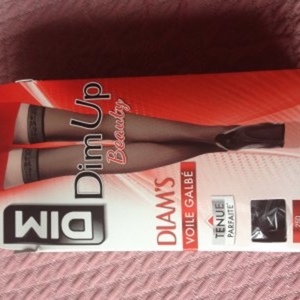 DIM
Dim Up
Beauty
DIAM'S
VOILE GALBÉ
TENUE
PARFAITE